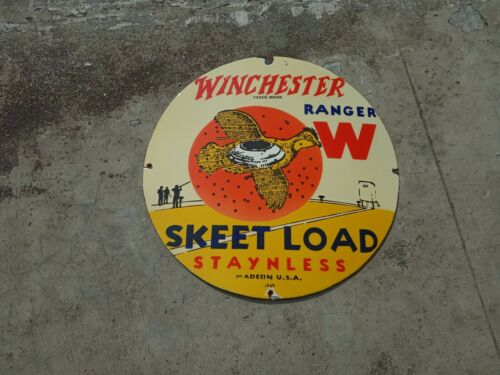 WINCHESTER
TRADE MARK
RANGER
W
SKEET LOAD
STAYNLESS
MADEIN U.S.A.